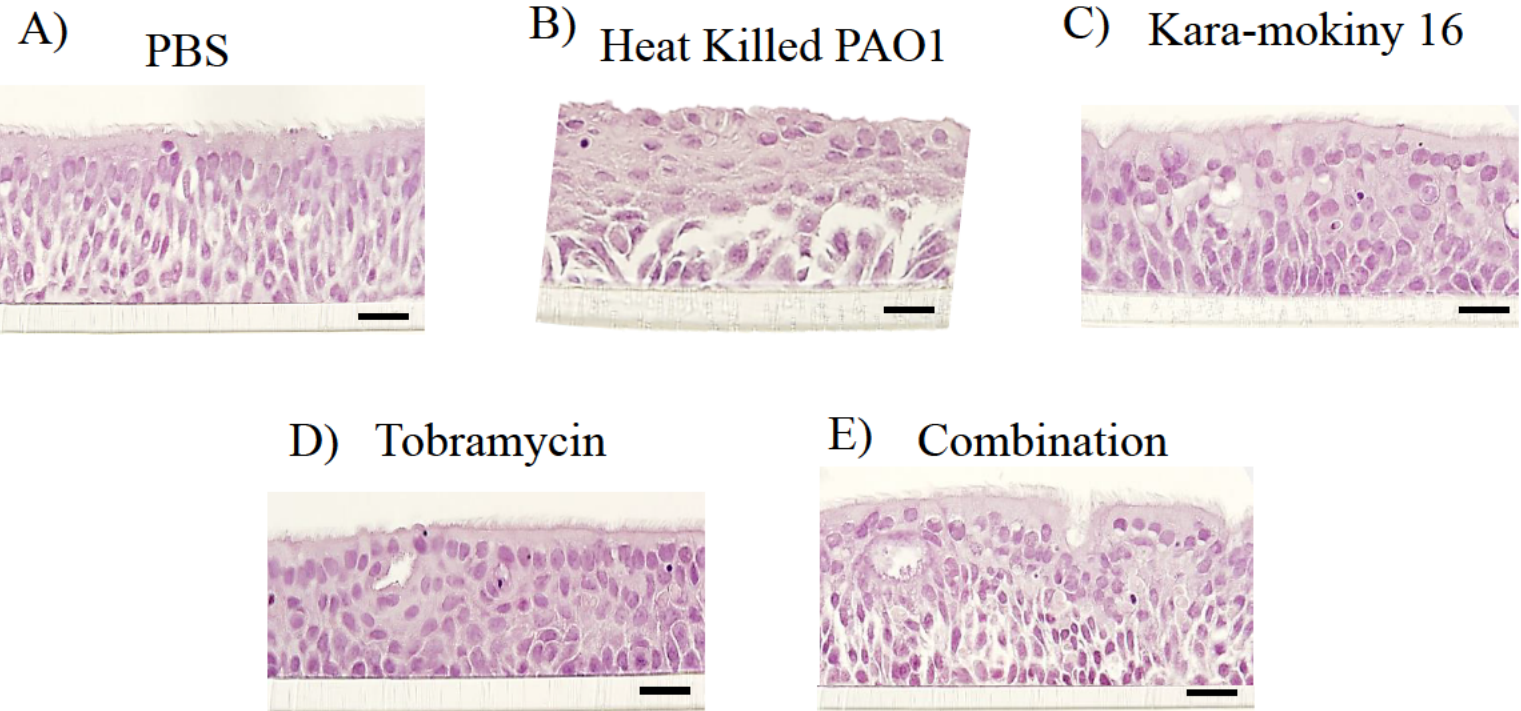 A) PBS
B) Heat Killed PAO1
C) Kara-mokiny 16
D) Tobramycin
E) Combination